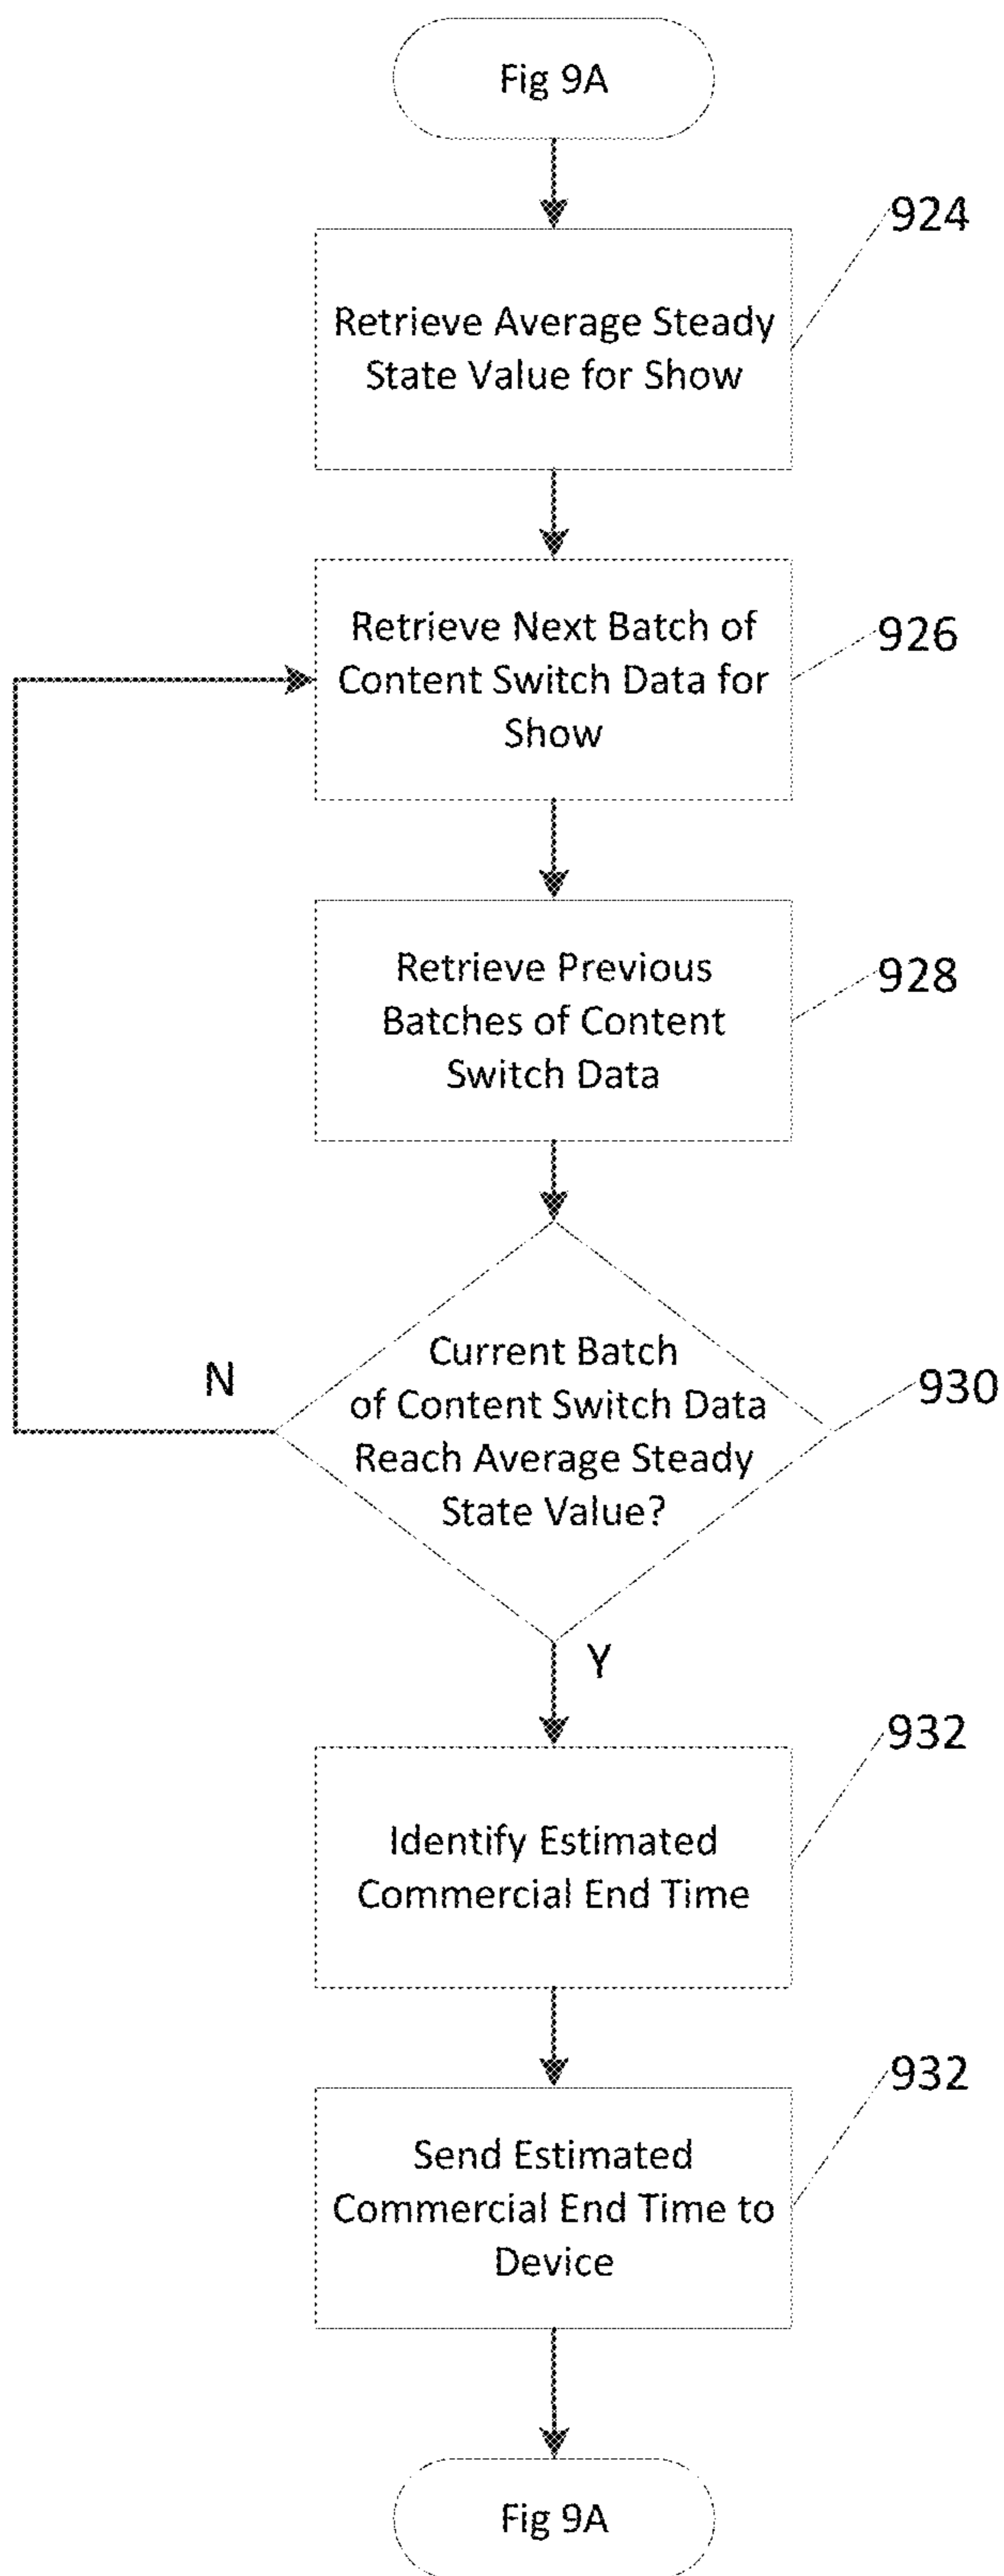 Fig 9A
924
Retrieve Average Steady
State Value for Show
Retrieve Next Batch of
Content Switch Data for
Show
926
Retrieve Previous
Batches of Content
Switch Data
928
Current Batch
of Content Switch Data
Reach Average Steady
State Value?
930
N
Y
932
Identify Estimated
Commercial End Time
932
Send Estimated
Commercial End Time to
Device
Fig 9A